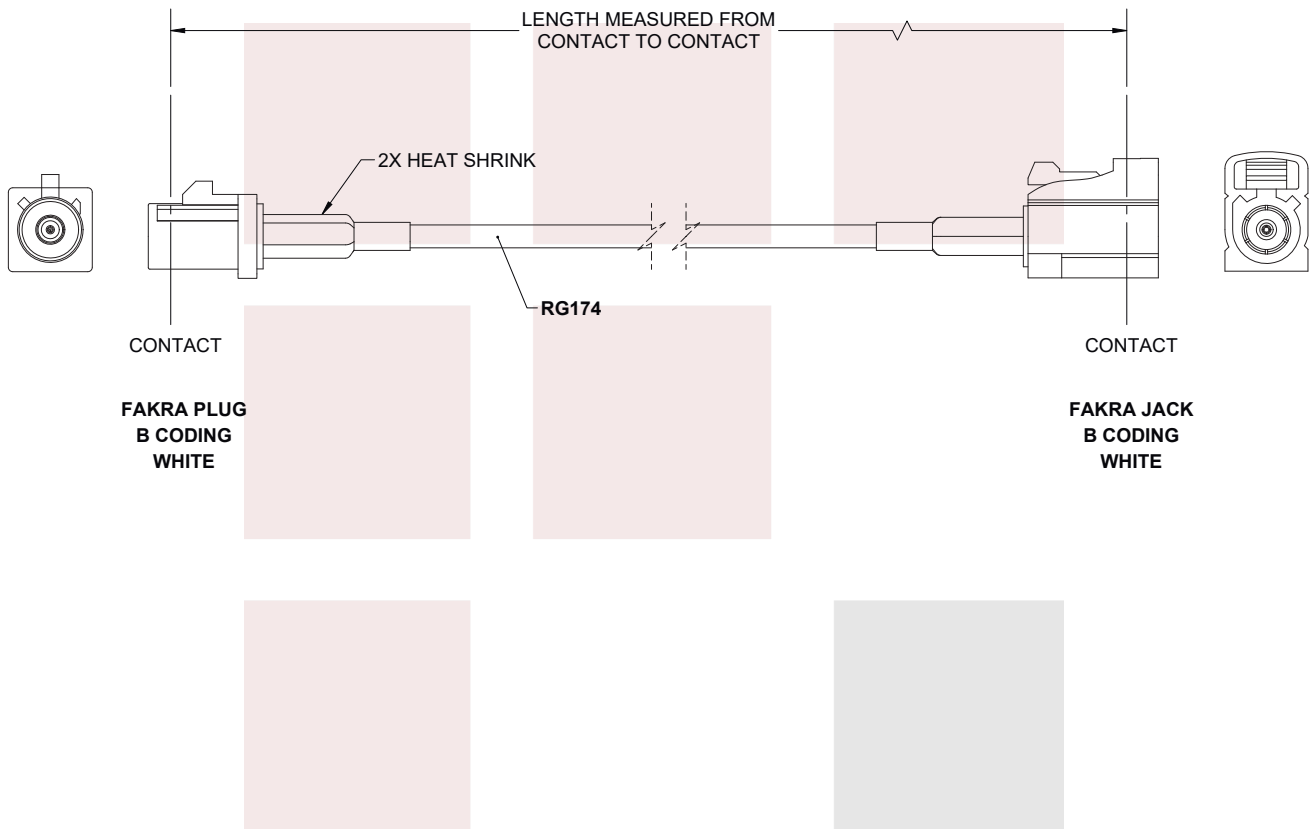 LENGTH MEASURED FROM
CONTACT TO CONTACT
2X HEAT SHRINK
RG174
CONTACT
CONTACT
FAKRA PLUG
B CODING
WHITE
FAKRA JACK
B CODING
WHITE